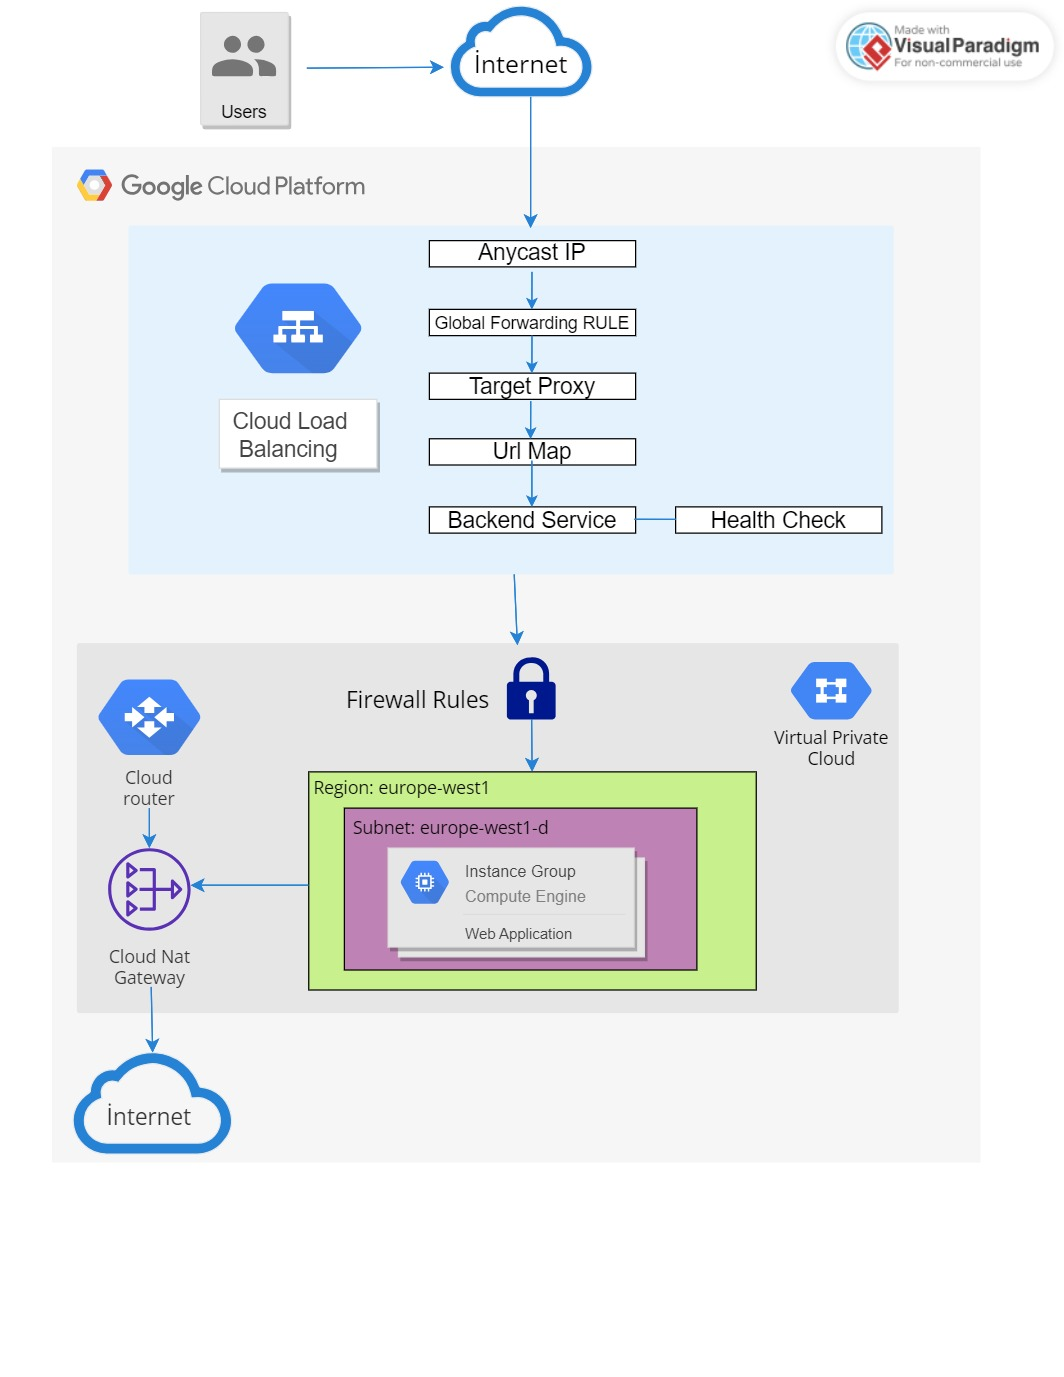 Users
İnternet
Made with
Visual Paradigm
For non-commercial use
Google Cloud Platform
Cloud Load
Balancing
Anycast IP
Global Forwarding RULE
Target Proxy
Url Map
Backend Service
Health Check
Firewall Rules
Virtual Private
Cloud
Cloud
router
Region: europe-west1
Subnet: europe-west1-d
Instance Group
Compute Engine
Web Application
Cloud Nat
Gateway
İnternet